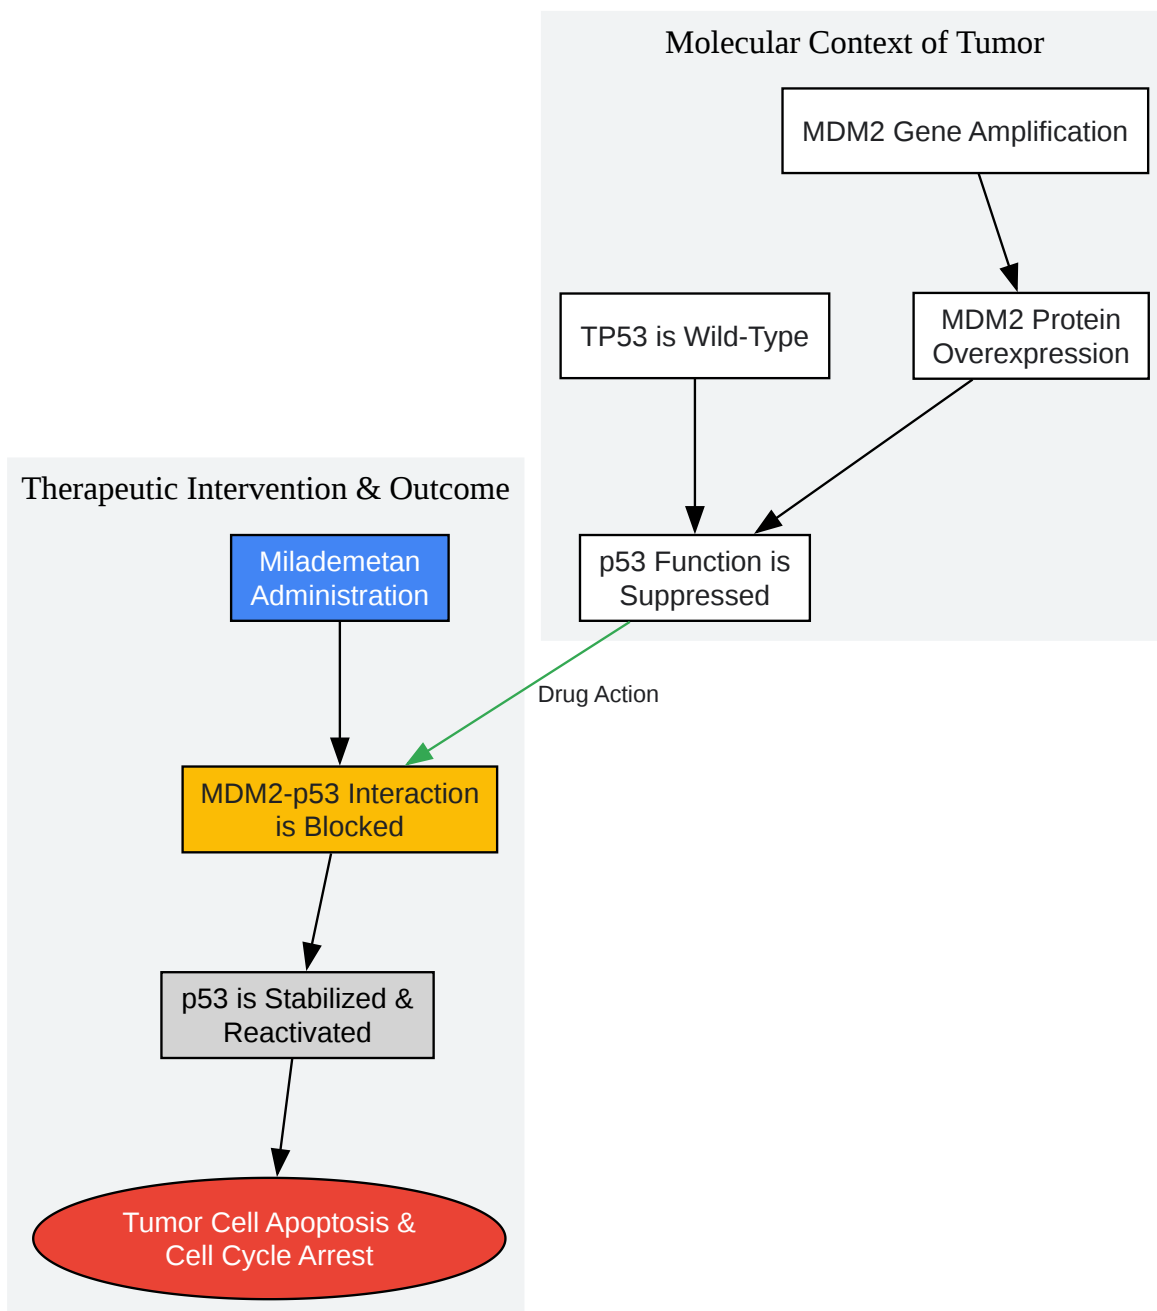 Molecular Context of Tumor
MDM2 Gene Amplification
TP53 is Wild-Type
MDM2 Protein
Overexpression
p53 Function is
Suppressed
Therapeutic Intervention & Outcome
Milademetan
Administration
Drug Action
MDM2-p53 Interaction
is Blocked
p53 is Stabilized &
Reactivated
Tumor Cell Apoptosis &
Cell Cycle Arrest